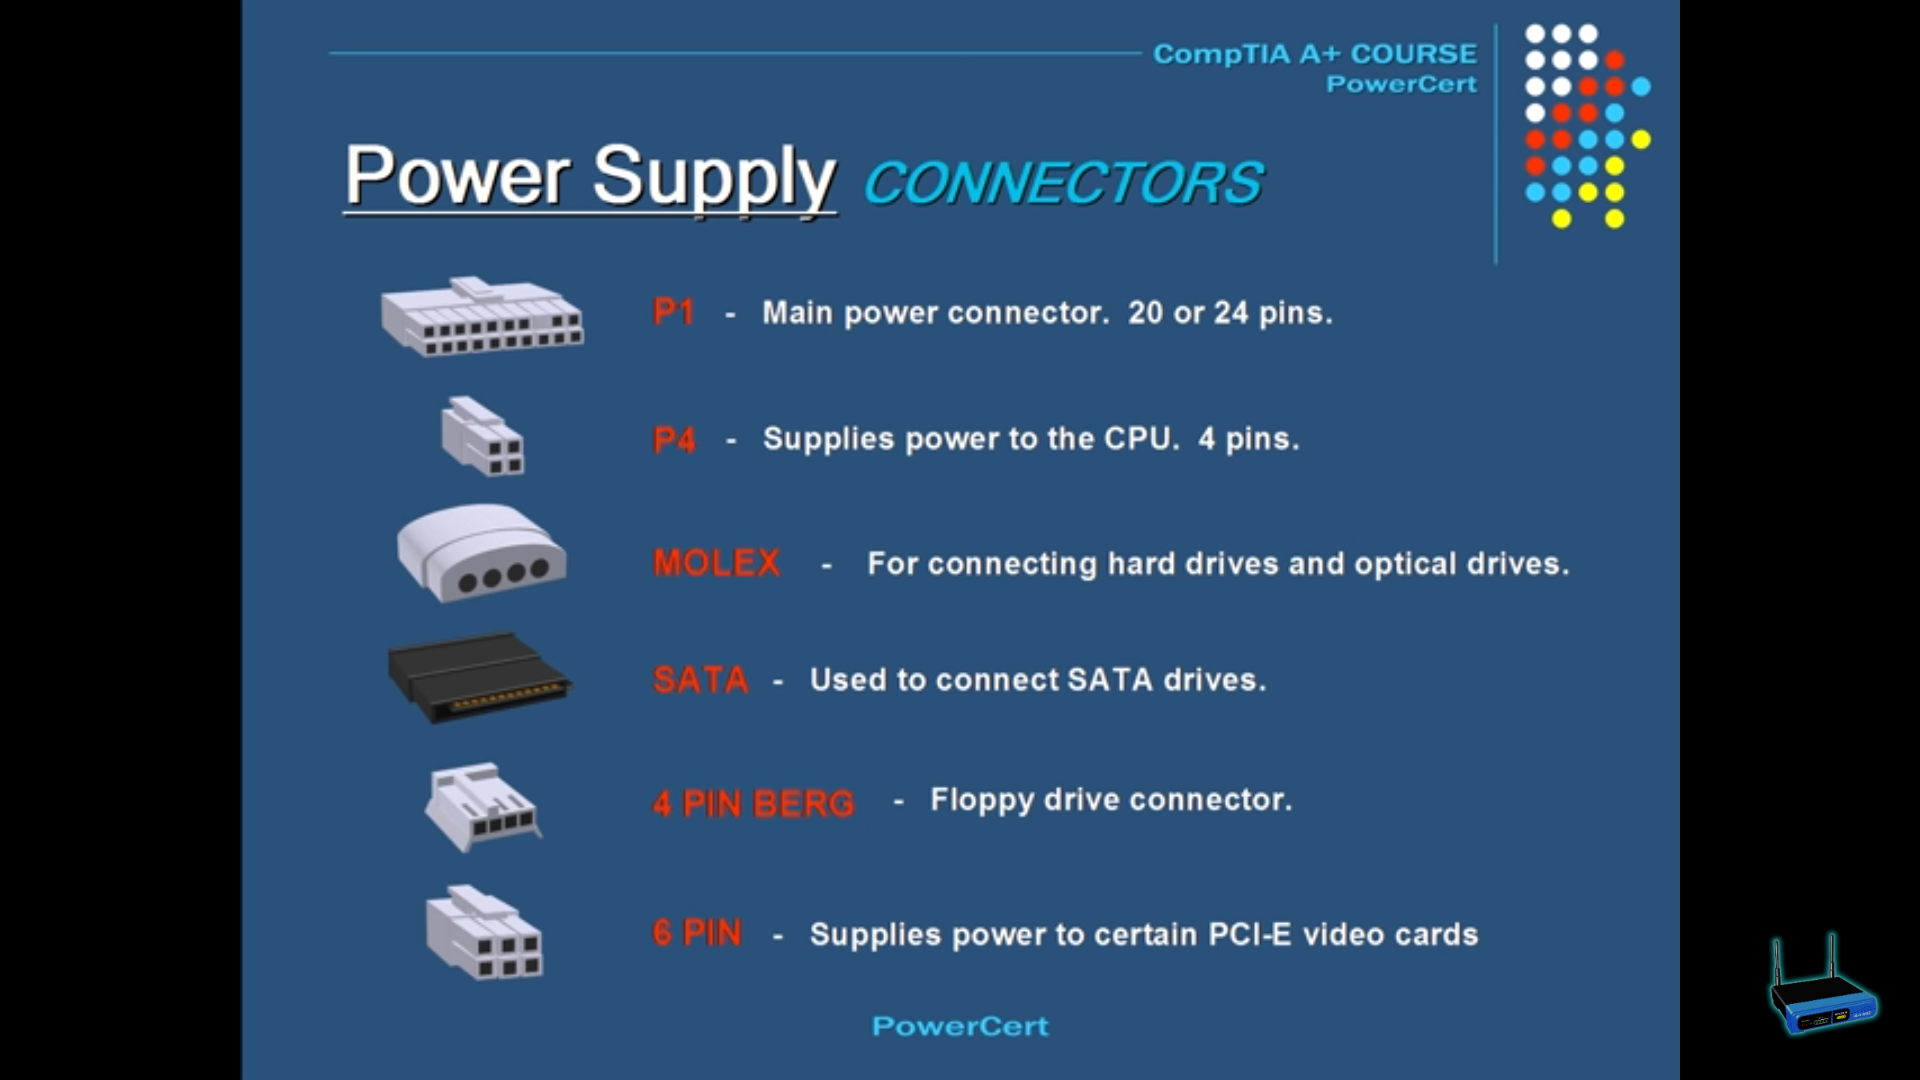 CompTIA A+ COURSE
PowerCert
Power Supply CONNECTORS
P1 - Main power connector. 20 or 24 pins.
P4 - Supplies power to the CPU. 4 pins.
MOLEX - For connecting hard drives and optical drives.
SATA - Used to connect SATA drives.
4 PIN BERG - Floppy drive connector.
6 PIN - Supplies power to certain PCI-E video cards
PowerCert